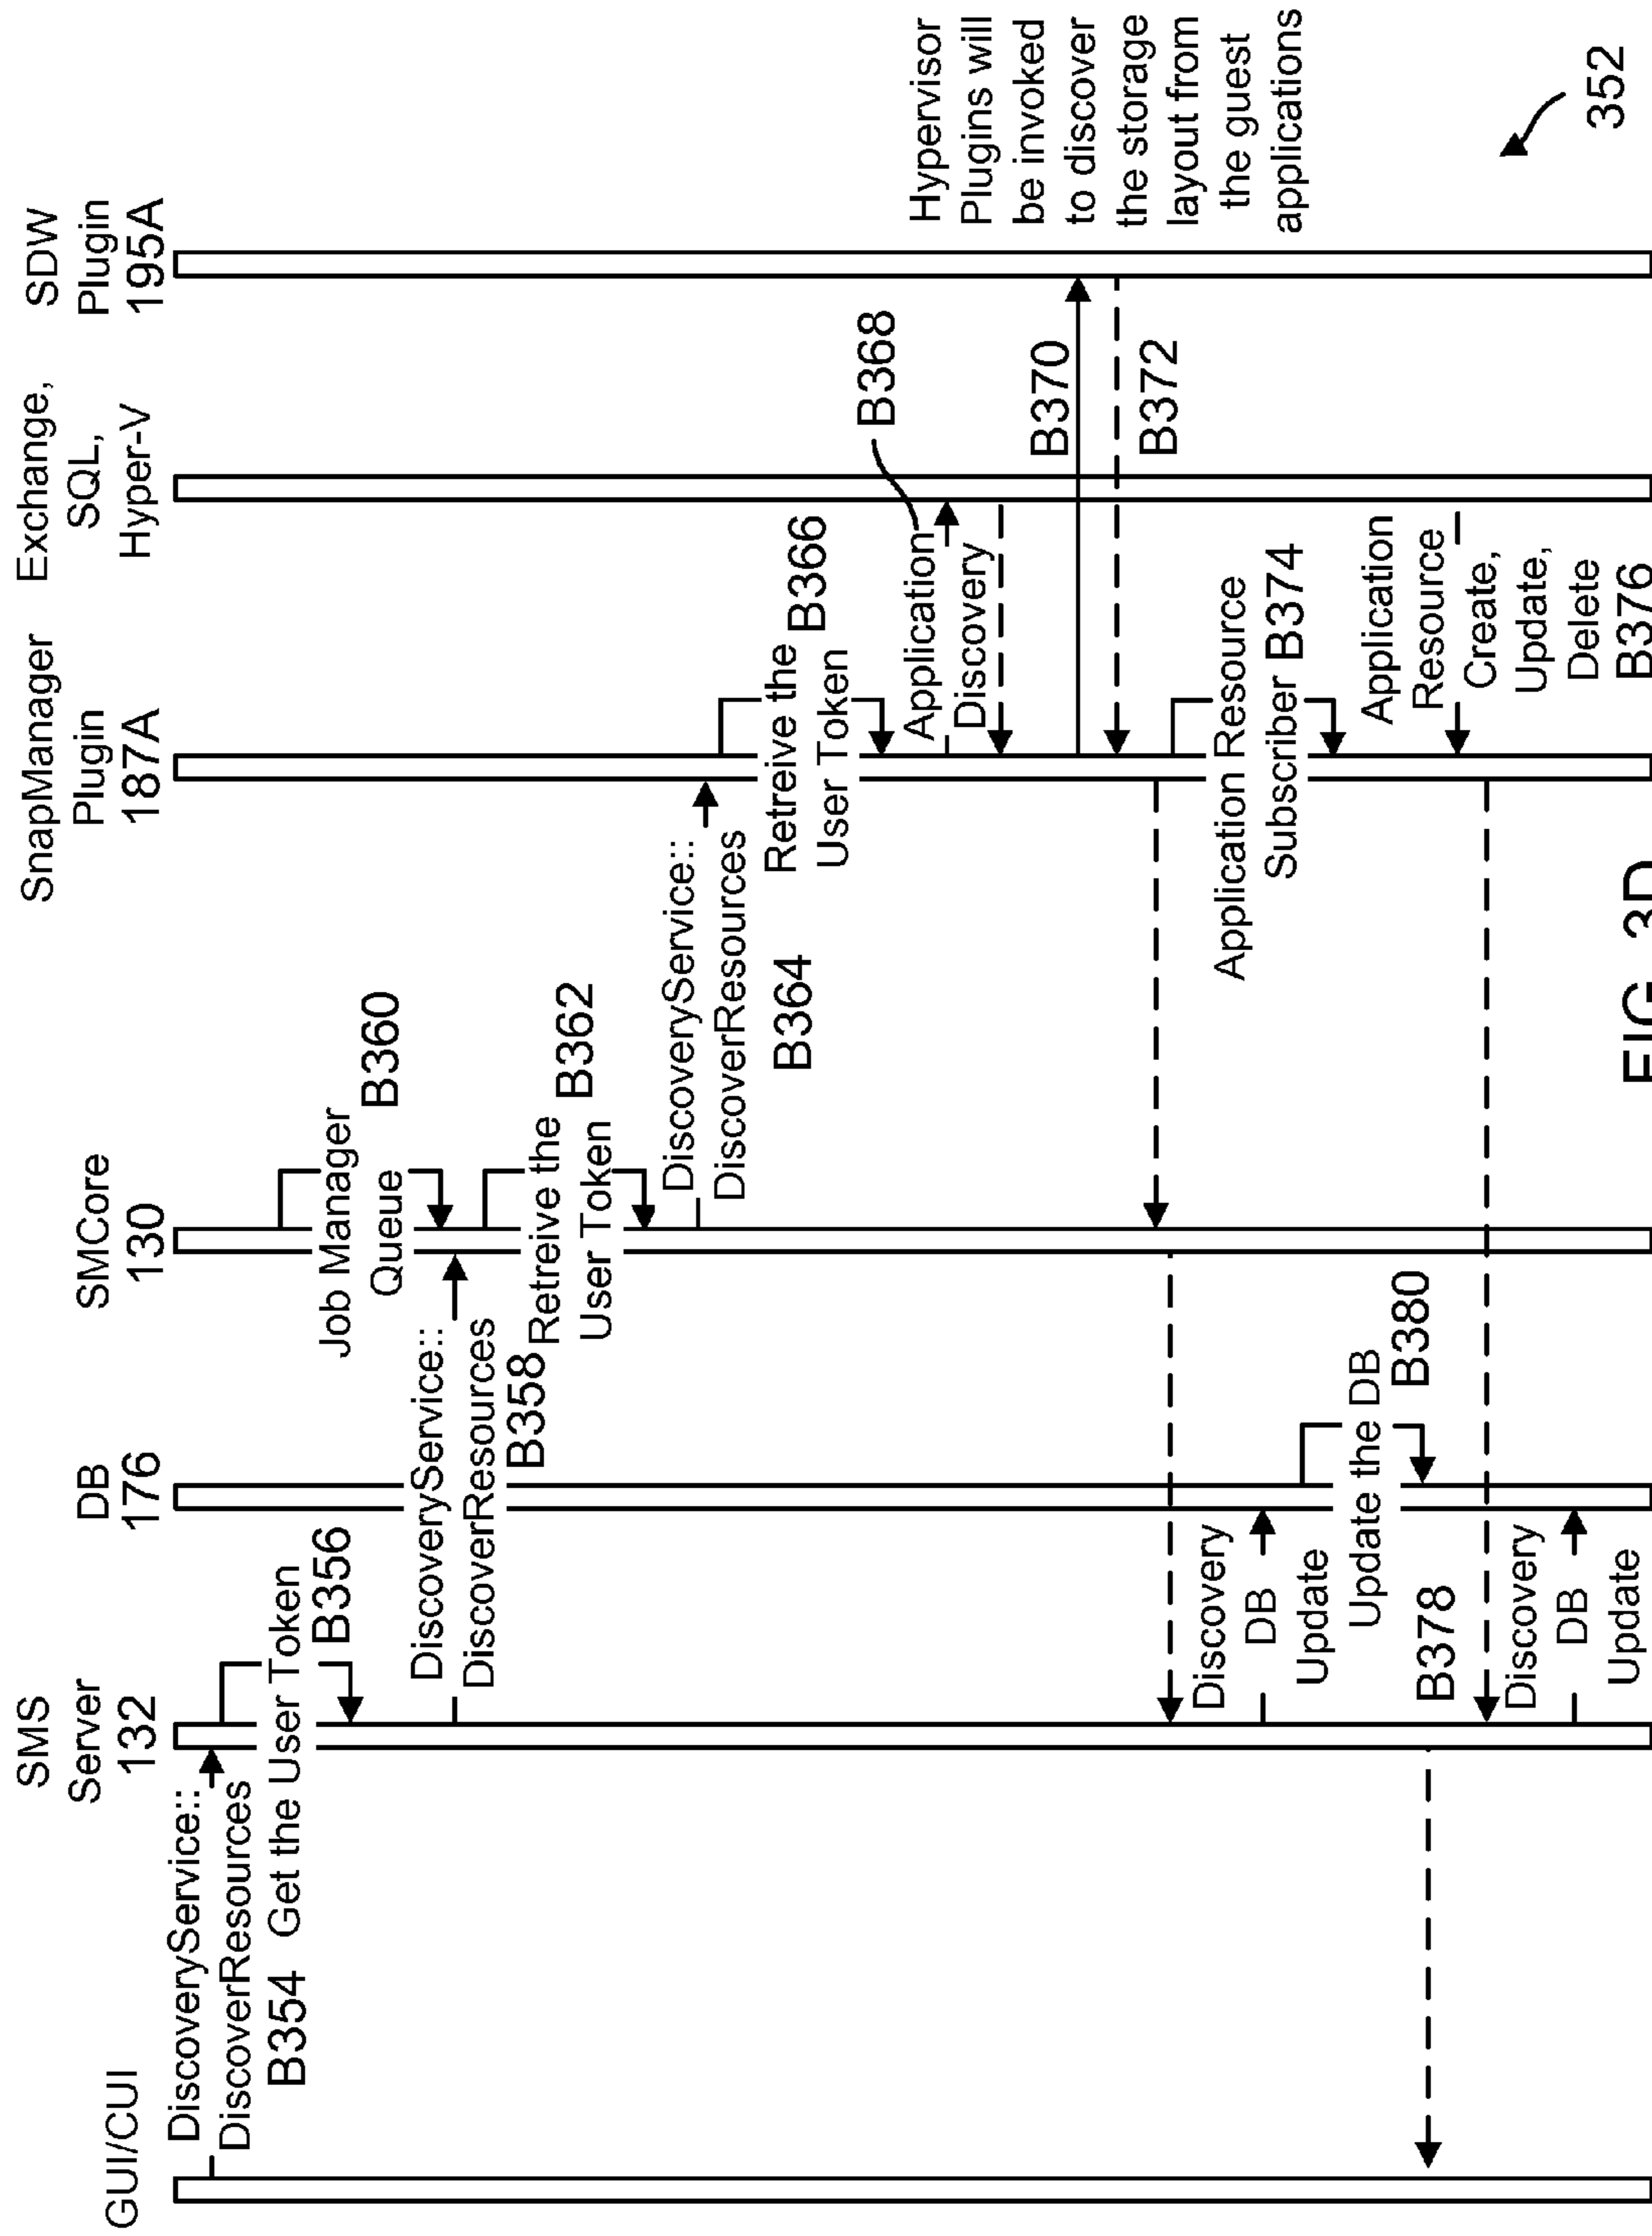 GUI/CUI
SMS
Server
132
DB
176
SMCore
130
SnapManager
Plugin
187A
Exchange,
SQL,
Hyper-V
SDW
Plugin
195A
DiscoveryService::
DiscoverResources
B354
Get the User Token
B356
Job Manager
Queue
B360
DiscoveryService::
DiscoverResources
B358
Retreive the
User Token
B362
DiscoveryService::
DiscoverResources
B364
Retreive the
User Token
B366
Application
Discovery
B368
B370
B372
Hypervisor
Plugins will
be invoked
to discover
the storage
layout from
the guest
applications
Application Resource
Subscriber B374
Discovery
DB
Update
Update the DB
B380
B378
Application
Resource
Create,
Update,
Delete
B376
Discovery
DB
Update
352
FIG. 3D